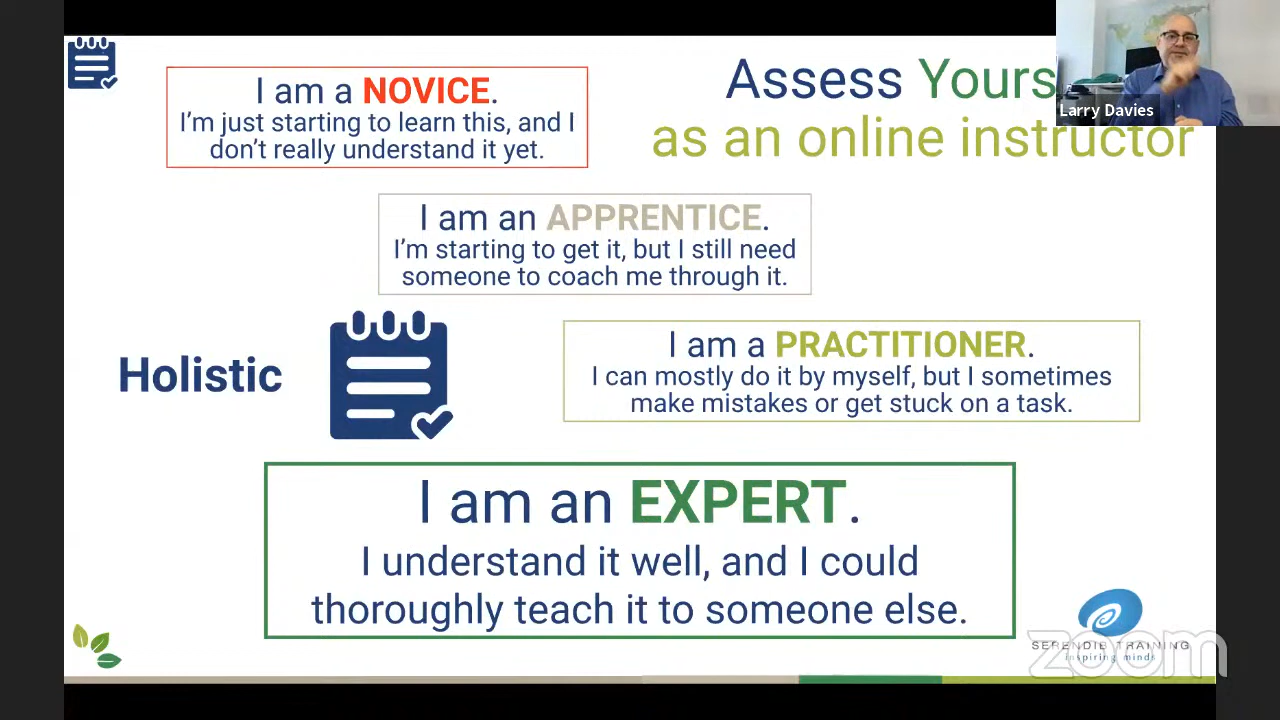 I am a NOVICE.
I'm just starting to learn this, and I
don't really understand it yet.
Assess Yours
as an online instructor
Larry Davies
I am an APPRENTICE.
I'm starting to get it, but I still need
someone to coach me through it.
Holistic
I am a PRACTITIONER.
I can mostly do it by myself, but I sometimes
make mistakes or get stuck on a task.
I am an EXPERT.
I understand it well, and I could
thoroughly teach it to someone else.
SERENDIB TRAINING
inspiring minds
zoom